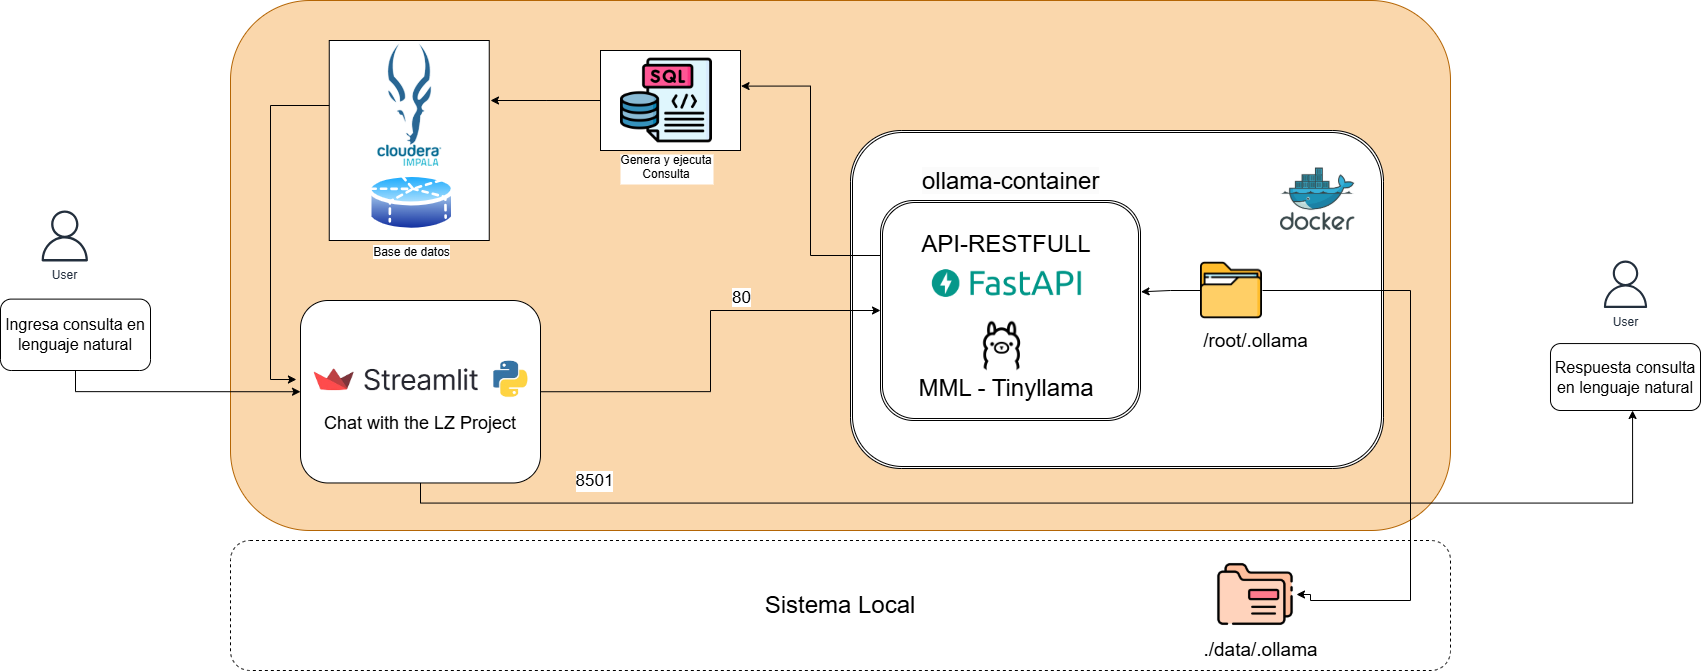 SQL
</>
cloudera
IMPALA
Genera y ejecuta
Consulta
Base de datos
ollama-container
docker
API-RESTFULL
FastAPI
MML - Tinyllama
/root/.ollama
User
Ingresa consulta en
lenguaje natural
80
Streamlit
Chat with the LZ Project
8501
User
Respuesta consulta
en lenguaje natural
Sistema Local
./data/.ollama